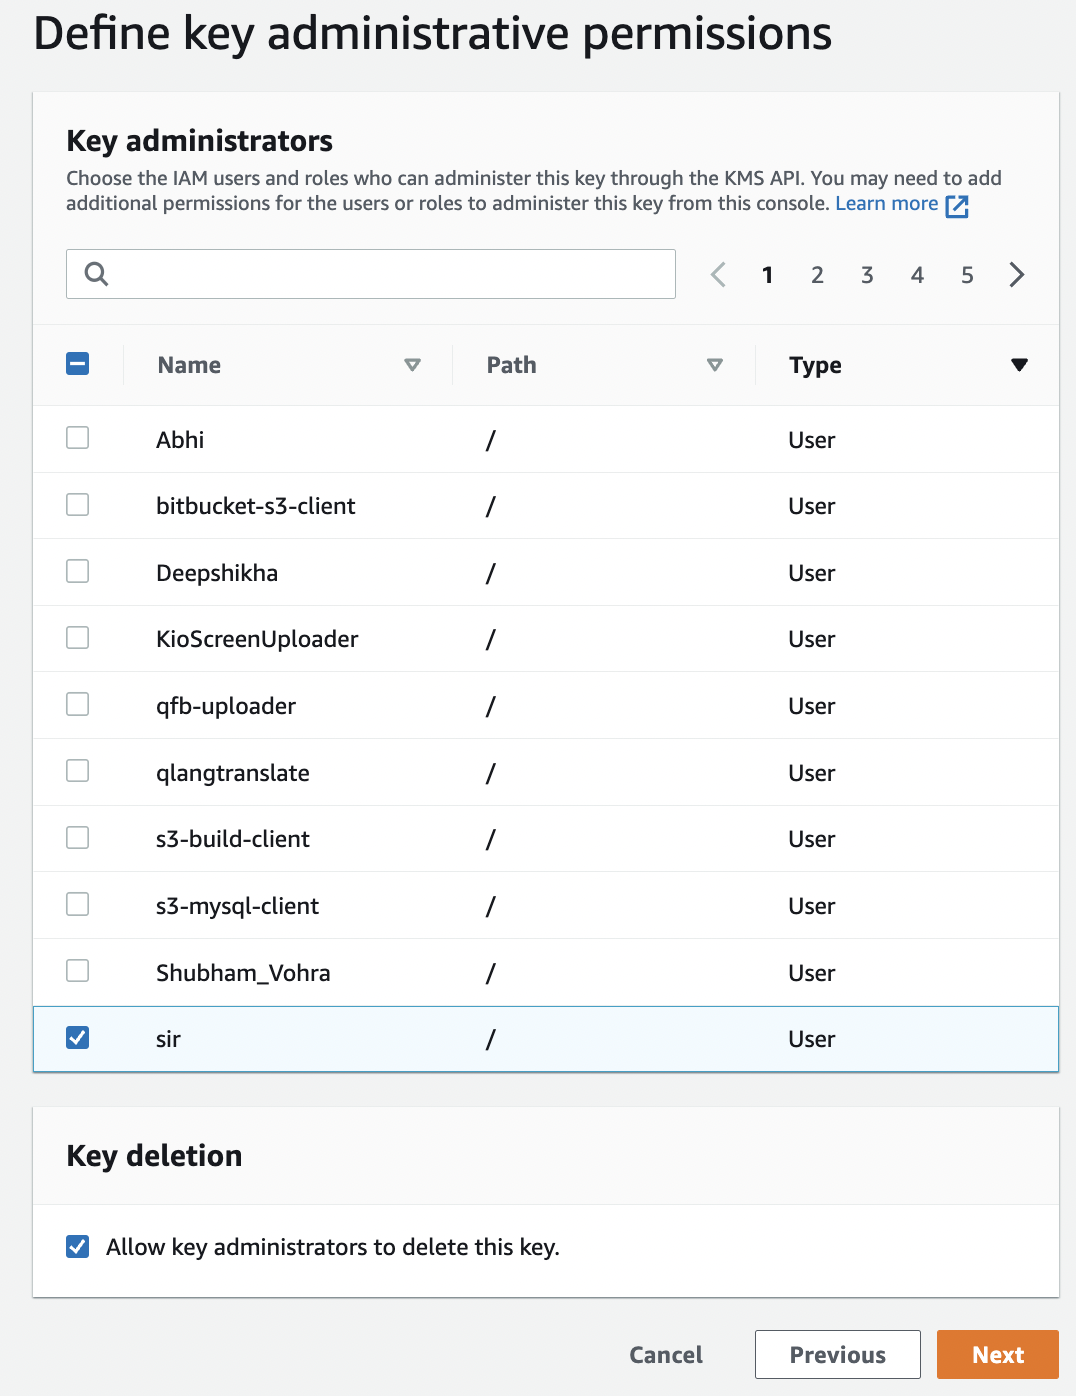 Define key administrative permissions
Key administrators
Choose the IAM users and roles who can administer this key through the KMS API. You may need to add
additional permissions for the users or roles to administer this key from this console. Learn more
1 2 3 4 5
Name Path Type
Abhi / User
bitbucket-s3-client / User
Deepshikha / User
KioScreenUploader / User
qfb-uploader / User
qlangtranslate / User
s3-build-client / User
s3-mysql-client / User
Shubham_Vohra / User
sir / User
Key deletion
Allow key administrators to delete this key.
Cancel Previous Next